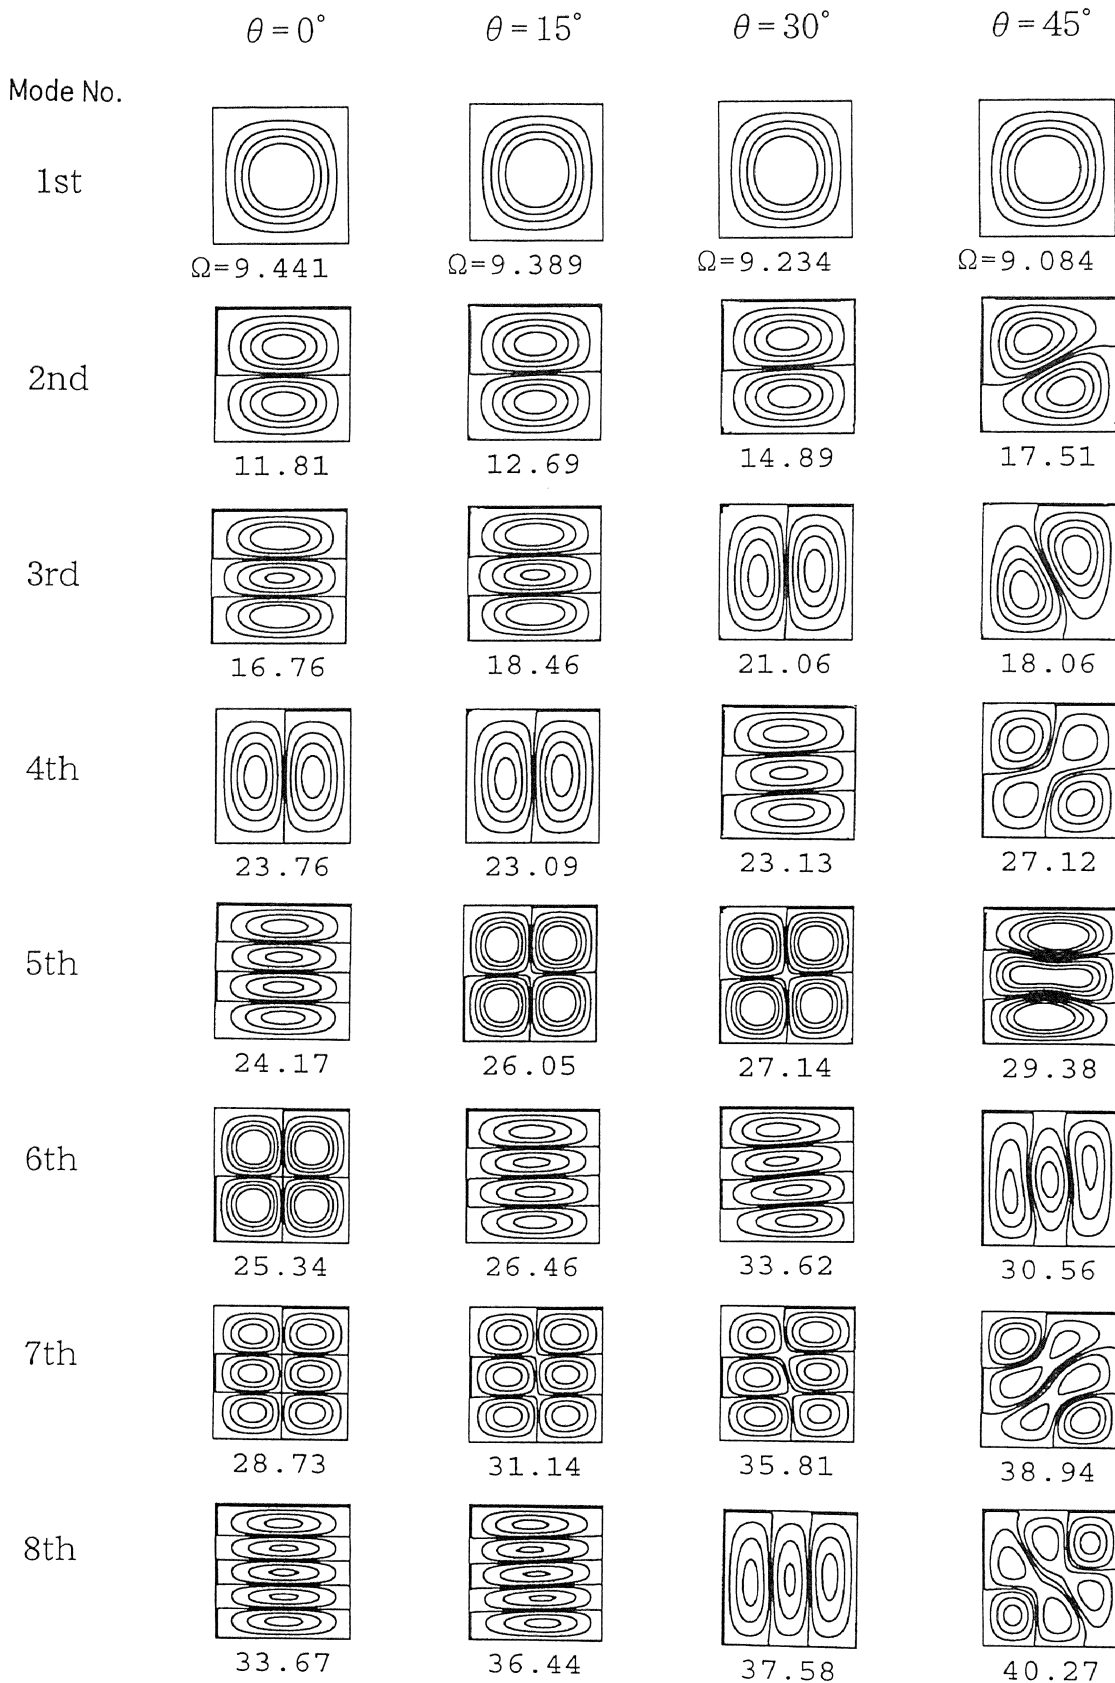 θ = 0° θ = 15° θ = 30° θ = 45°
Mode No.
1st
Ω=9.441 Ω=9.389 Ω=9.234 Ω=9.084
2nd
11.81 12.69 14.89 17.51
3rd
16.76 18.46 21.06 18.06
4th
23.76 23.09 23.13 27.12
5th
24.17 26.05 27.14 29.38
6th
25.34 26.46 33.62 30.56
7th
28.73 31.14 35.81 38.94
8th
33.67 36.44 37.58 40.27